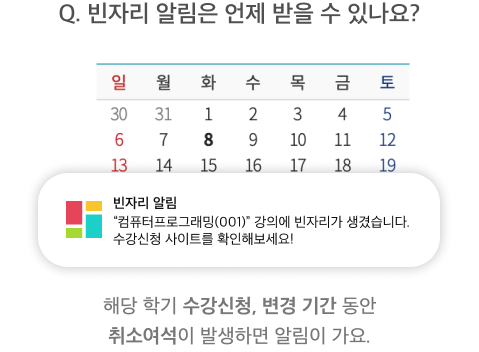 Q. 빈자리 알림은 언제 받을 수 있나요?
일 월 화 수 목 금 토
30 31 1 2 3 4 5
6 7 8 9 10 11 12
13 14 15 16 17 18 19
빈자리 알림
“컴퓨터프로그래밍(001)” 강의에 빈자리가 생겼습니다.
수강신청 사이트를 확인해보세요!
해당 학기 수강신청, 변경 기간 동안
취소여석이 발생하면 알림이 가요.